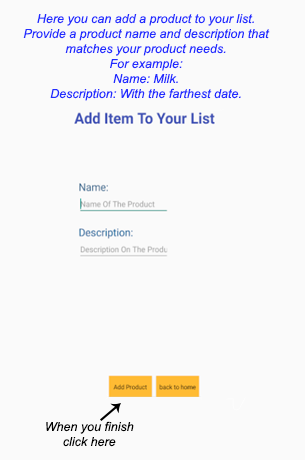 Here you can add a product to your list.
Provide a product name and description that
matches your product needs.
For example:
Name: Milk.
Description: With the farthest date.
Add Item To Your List
Name:
Name Of The Product
Description:
Description On The Produ
Add Product back to home
When you finish
click here